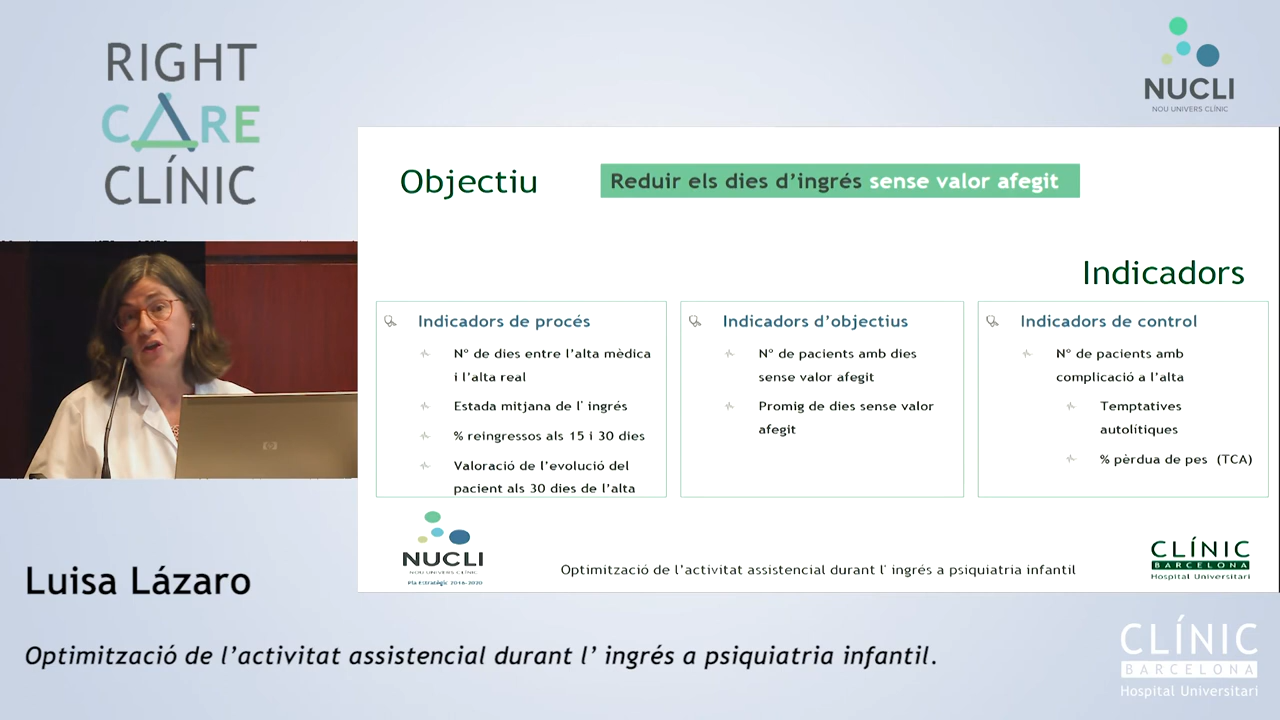 RIGHT
CARE
CLÍNIC
NUCLI
NOU UNIVERS CLÍNIC
Objectiu
Reduir els dies d'ingrés sense valor afegit
Indicadors
Indicadors de procés
Nº de dies entre l'alta mèdica
i l'alta real
Estada mitjana de l' ingrés
% reingressos als 15 i 30 dies
Valoració de l'evolució del
pacient als 30 dies de l'alta
Indicadors d'objectius
Nº de pacients amb dies
sense valor afegit
Promig de dies sense valor
afegit
Indicadors de control
Nº de pacients amb
complicació a l'alta
Temptatives
autolítiques
% pèrdua de pes (TCA)
NUCLI
NOU UNIVERS CLÍNIC
Pla Estratègic 2016-2020
Optimització de l'activitat assistencial durant l' ingrés a psiquiatria infantil
CLÍNIC
BARCELONA
Hospital Universitari
hp
Luisa Lázaro
Optimització de l'activitat assistencial durant l' ingrés a psiquiatria infantil.
CLÍNIC
BARCELONA
Hospital Universitari